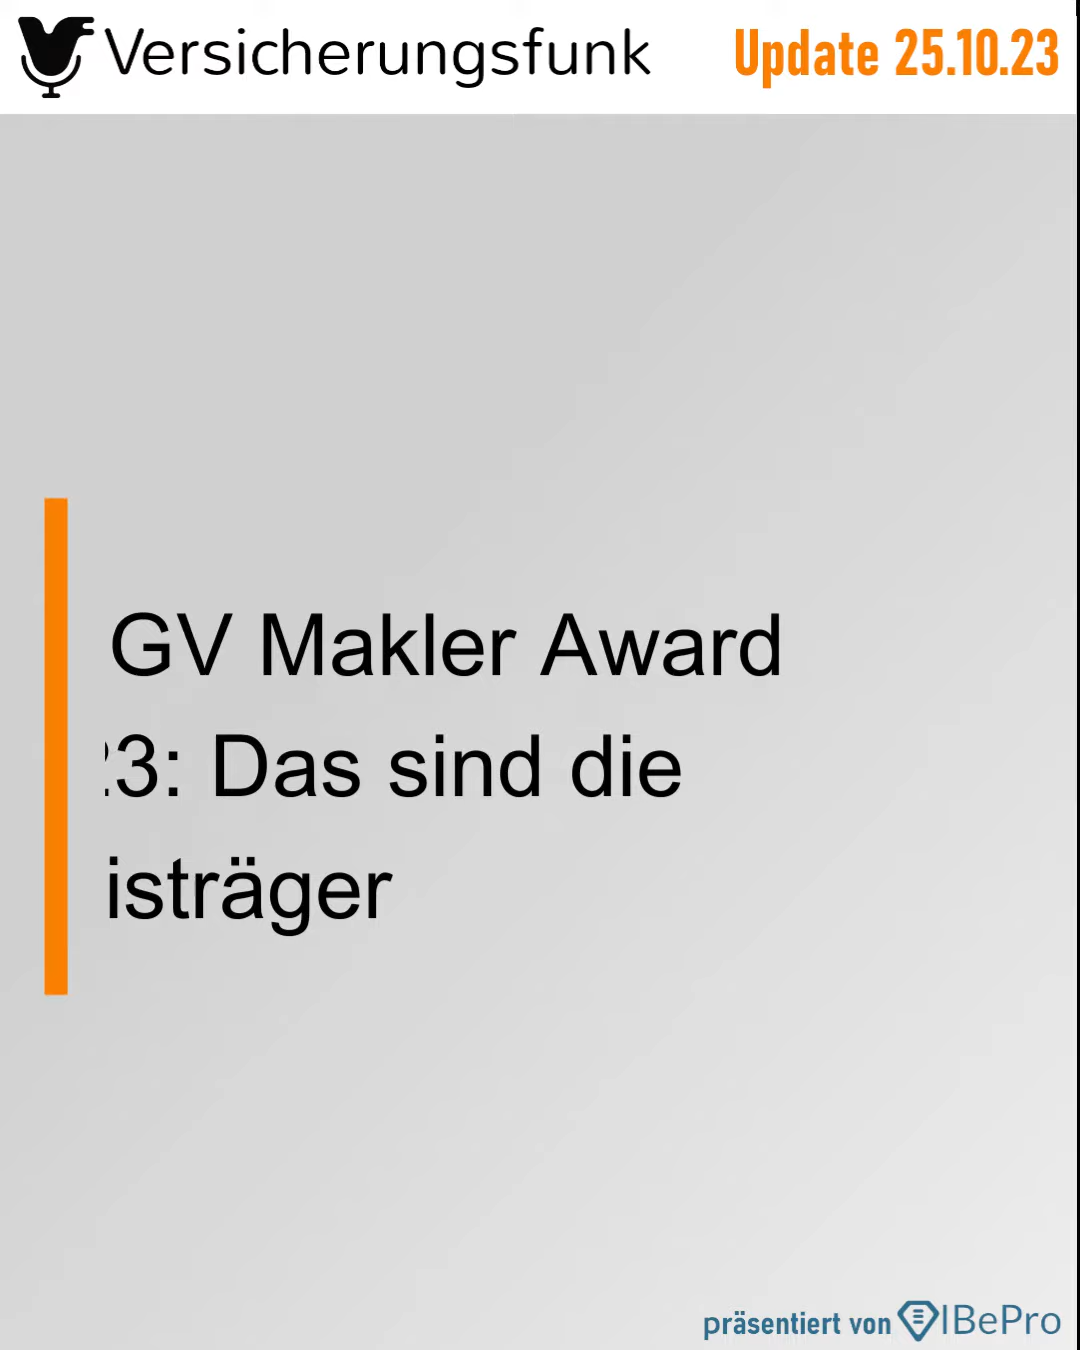 Versicherungsfunk
Update 25.10.23
GV Makler Award
3: Das sind die
isträger
präsentiert von IBePro